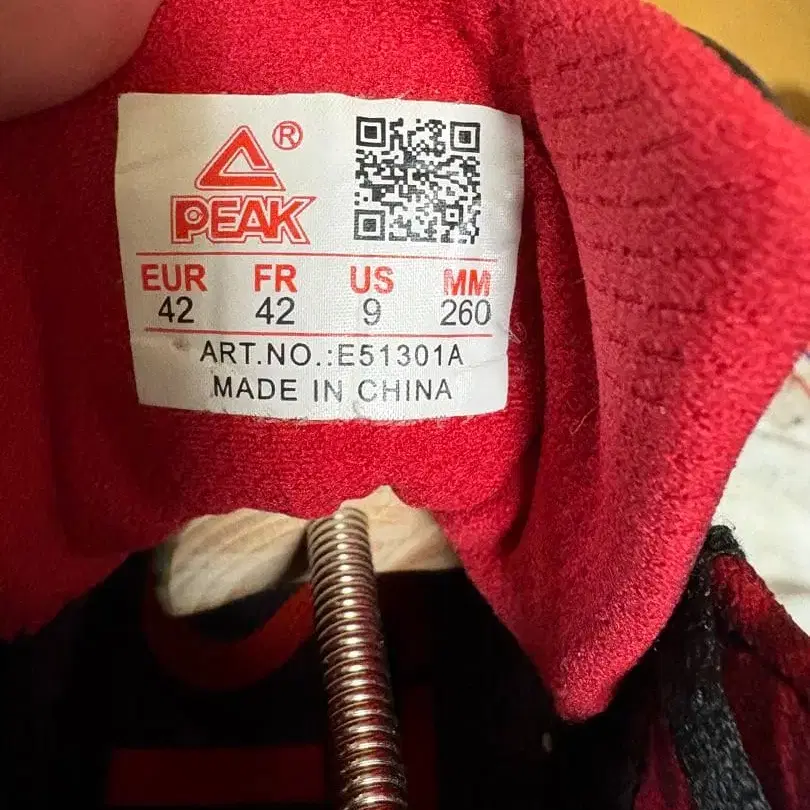 ®
PEAK
EUR FR US MM
42 42 9 260
ART.NO.:E51301A
MADE IN CHINA